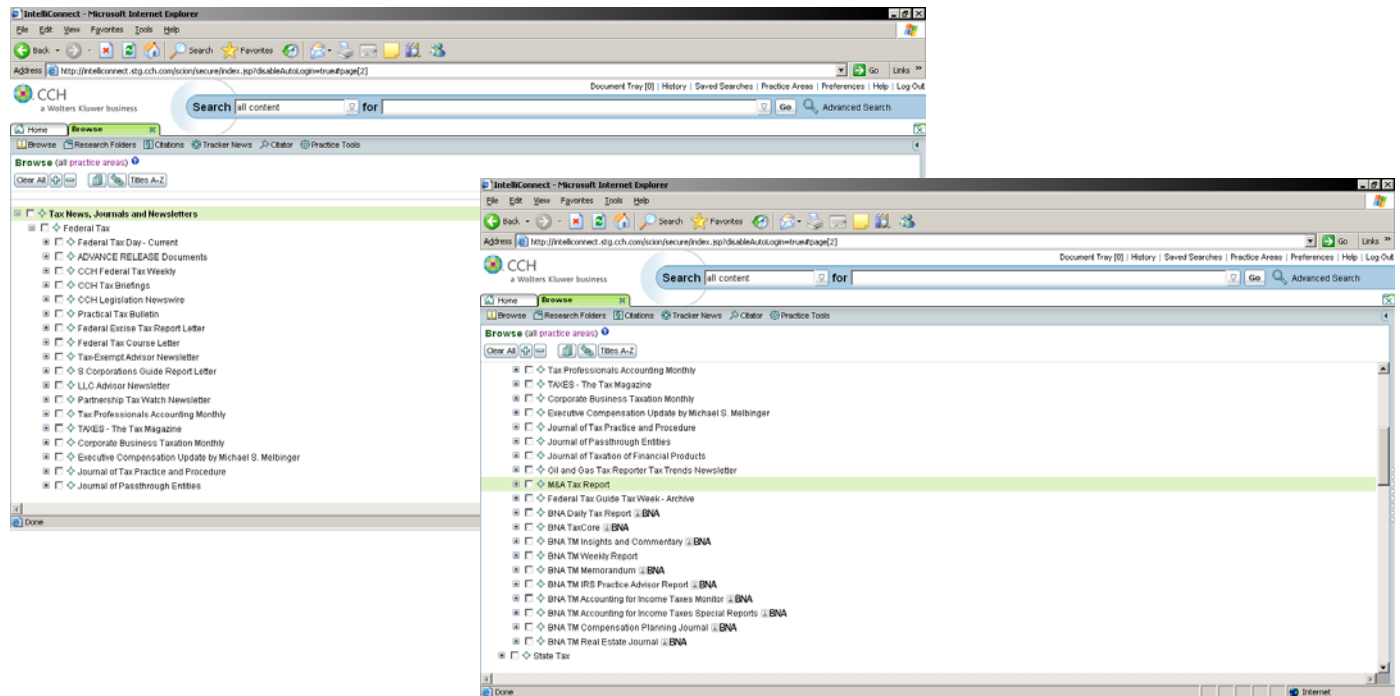 IntelliConnect - Microsoft Internet Explorer
File Edit View Favorites Tools Help
Back Search Favorites
Address http://intelliconnect.stg.cch.com/scion/secure/index.jsp?disableAutoLogin=true#page[2] Go Links »
Document Tray [0] | History | Saved Searches | Practice Areas | Preferences | Help | Log Out
CCH
a Wolters Kluwer business
Search all content for Go Advanced Search
Home Browse
Browse Research Folders Citations Tracker News Citator Practice Tools
Browse (all practice areas)
Clear All Titles A-Z
Tax News, Journals and Newsletters
Federal Tax
Federal Tax Day - Current
ADVANCE RELEASE Documents
CCH Federal Tax Weekly
CCH Tax Briefings
CCH Legislation Newswire
Practical Tax Bulletin
Federal Excise Tax Report Letter
Federal Tax Course Letter
Tax-Exempt Advisor Newsletter
S Corporations Guide Report Letter
LLC Advisor Newsletter
Partnership Tax Watch Newsletter
Tax Professionals Accounting Monthly
TAXES - The Tax Magazine
Corporate Business Taxation Monthly
Executive Compensation Update by Michael S. Melbinger
Journal of Tax Practice and Procedure
Journal of Passthrough Entities
Done
IntelliConnect - Microsoft Internet Explorer
File Edit View Favorites Tools Help
Back Search Favorites
Address http://intelliconnect.stg.cch.com/scion/secure/index.jsp?disableAutoLogin=true#page[2] Go Links »
Document Tray [0] | History | Saved Searches | Practice Areas | Preferences | Help | Log Out
CCH
a Wolters Kluwer business
Search all content for Go Advanced Search
Home Browse
Browse Research Folders Citations Tracker News Citator Practice Tools
Browse (all practice areas)
Clear All Titles A-Z
Tax Professionals Accounting Monthly
TAXES - The Tax Magazine
Corporate Business Taxation Monthly
Executive Compensation Update by Michael S. Melbinger
Journal of Tax Practice and Procedure
Journal of Passthrough Entities
Journal of Taxation of Financial Products
Oil and Gas Tax Reporter Tax Trends Newsletter
M&A Tax Report
Federal Tax Guide Tax Week - Archive
BNA Daily Tax Report BNA
BNA TaxCore BNA
BNA TM Insights and Commentary BNA
BNA TM Weekly Report
BNA TM Memorandum BNA
BNA TM IRS Practice Advisor Report BNA
BNA TM Accounting for Income Taxes Monitor BNA
BNA TM Accounting for Income Taxes Special Reports BNA
BNA TM Compensation Planning Journal BNA
BNA TM Real Estate Journal BNA
State Tax
Done Internet